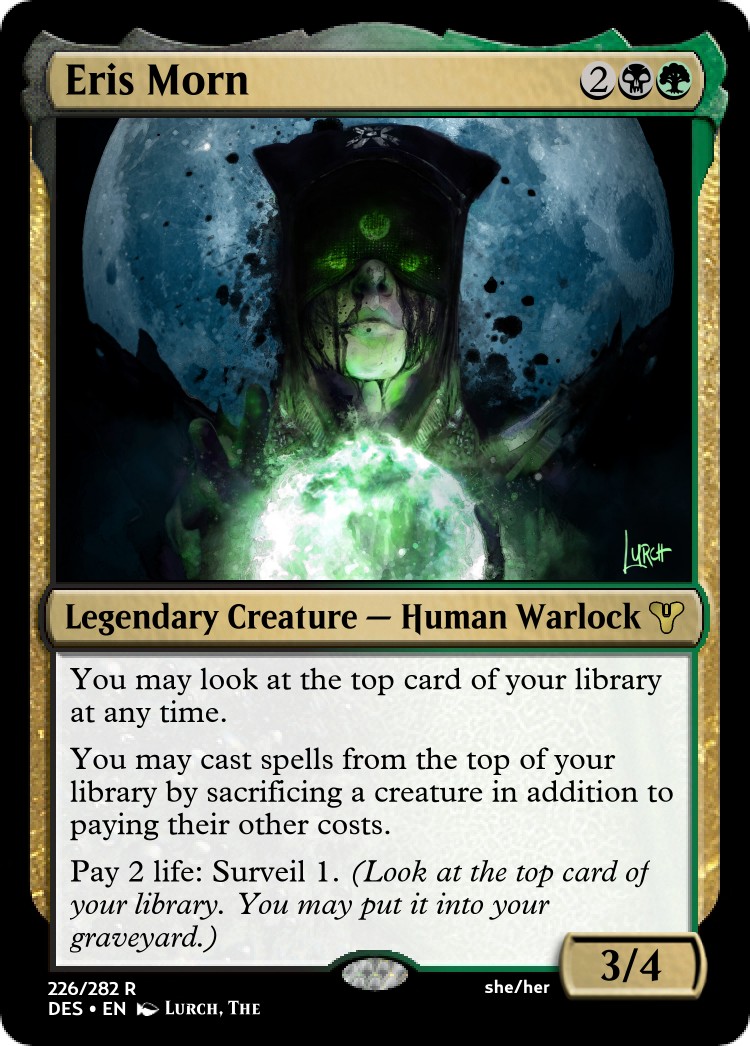 Eris Morn 2
LURCH
Legendary Creature — Human Warlock
You may look at the top card of your library
at any time.
You may cast spells from the top of your
library by sacrificing a creature in addition to
paying their other costs.
Pay 2 life: Surveil 1. (Look at the top card of
your library. You may put it into your
graveyard.)
3/4
226/282 R
she/her
DES • EN Lurch, The